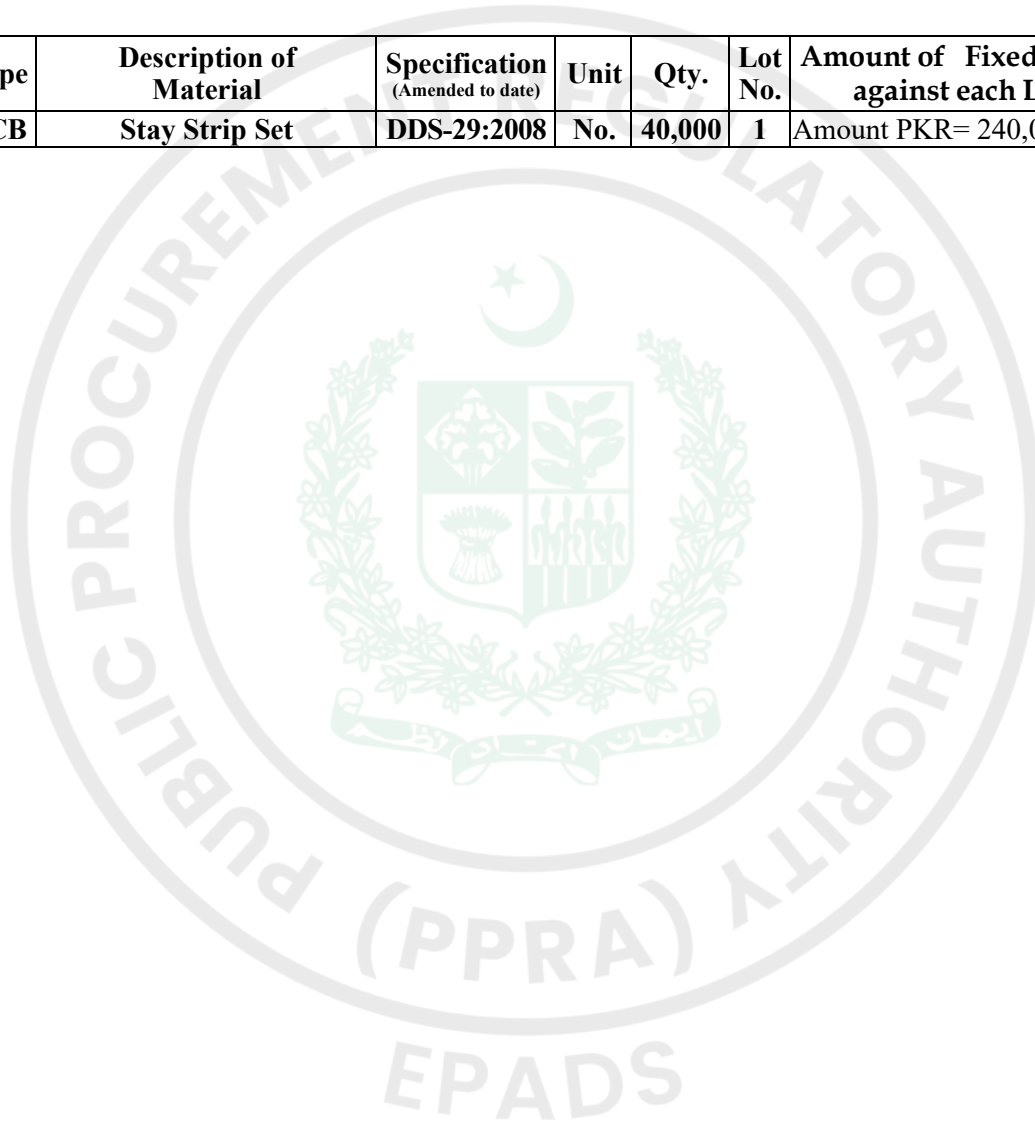 pe Description of Material Specification (Amended to date) Unit Qty. Lot No. Amount of Fixed against each L
CB Stay Strip Set DDS-29:2008 No. 40,000 1 Amount PKR= 240,0
PUBLIC PROCUREMENT REGULATORY AUTHORITY
(PPRA)
EPADS